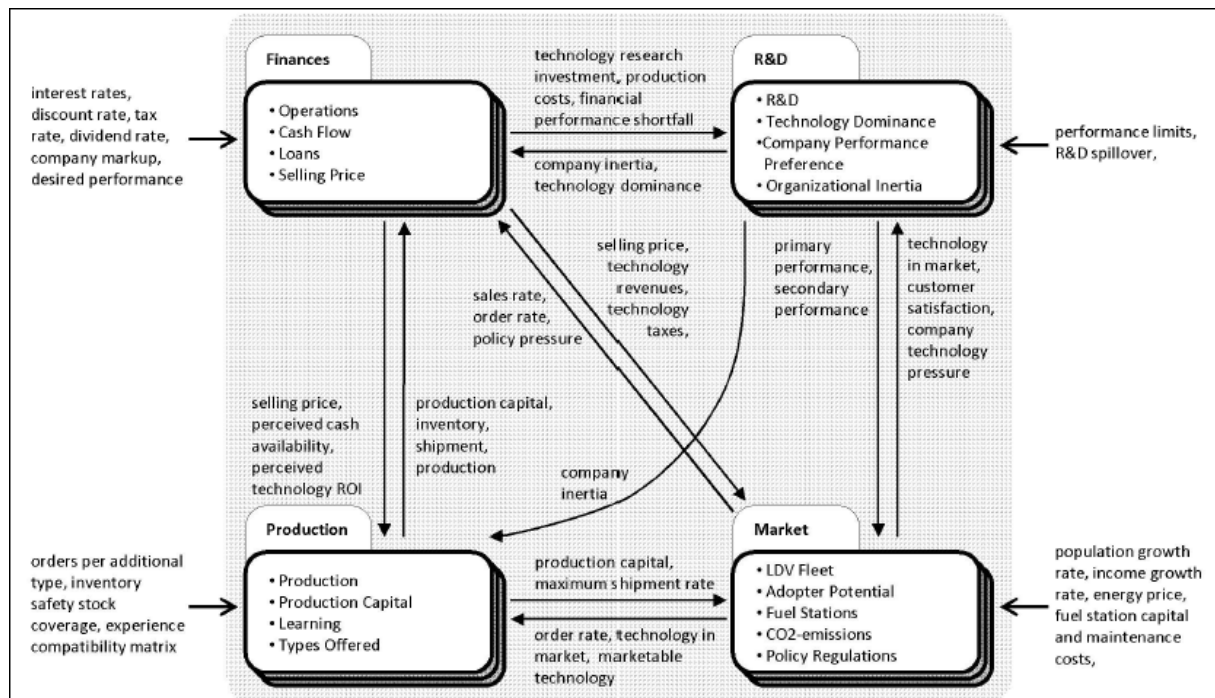 Finances
• Operations
• Cash Flow
• Loans
• Selling Price
interest rates,
discount rate, tax
rate, dividend rate,
company markup,
desired performance
technology research
investment, production
costs, financial
performance shortfall
company inertia,
technology dominance
R&D
• R&D
• Technology Dominance
•Company Performance
Preference
• Organizational Inertia
performance limits,
R&D spillover,
sales rate,
order rate,
policy pressure
selling price,
technology
revenues,
technology
taxes,
primary
performance,
secondary
performance
technology
in market,
customer
satisfaction,
company
technology
pressure
selling price,
perceived cash
availability,
perceived
technology ROI
production capital,
inventory,
shipment,
production
company
inertia
Production
• Production
• Production Capital
• Learning
• Types Offered
orders per additional
type, inventory
safety stock
coverage, experience
compatibility matrix
production capital,
maximum shipment rate
order rate, technology in
market, marketable
technology
Market
• LDV Fleet
• Adopter Potential
• Fuel Stations
• CO2-emissions
• Policy Regulations
population growth
rate, income growth
rate, energy price,
fuel station capital
and maintenance
costs,